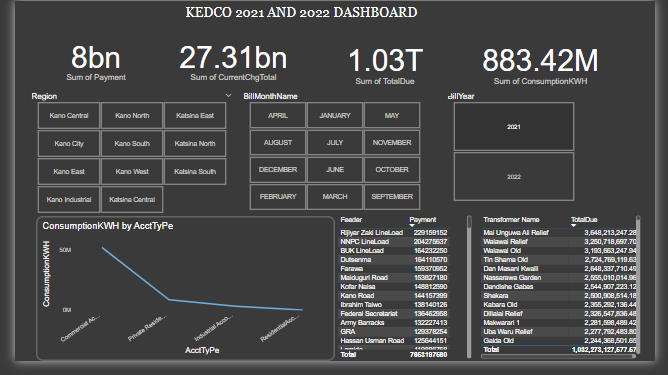 KEDCO 2021 AND 2022 DASHBOARD
8bn
Sum of Payment
27.31bn
Sum of CurrentChgTotal
1.03T
Sum of TotalDue
883.42M
Sum of ConsumptionKWH
Region
Kano Central Kano North Katsina East
Kano City Kano South Katsina North
Kano East Kano West Katsina South
Kano Industrial Katsina Central
BillMonthName
APRIL JANUARY MAY
AUGUST JULY NOVEMBER
DECEMBER JUNE OCTOBER
FEBRUARY MARCH SEPTEMBER
BillYear
2021
2022
ConsumptionKWH by AcctTyPe
ConsumptionKWH
50M
0M
Commercial Ac...
Private Reside...
Industrial Acco...
ResidentialAcc...
AcctTyPe
Feeder Payment
Rijiyar Zaki LineLoad 229159152
NNPC LineLoad 204275637
BUK LineLoad 164232250
Dutsenma 164110570
Farawa 159370952
Maiduguri Road 153827180
Kofar Naisa 148812590
Kano Road 144157399
Ibrahim Taiwo 138140126
Federal Secretariat 136462958
Army Barracks 132227413
GRA 129378254
Hassan Usman Road 125644151
Total 7653197580
Transformer Name TotalDue
Mai Unguwa Ali Relief 3,648,213,247.28
Walawai Relief 3,250,718,697.70
Walawai Old 3,193,663,247.94
Tin Shama Old 2,724,769,119.63
Dan Masani Kwalli 2,648,337,710.49
Nassarawa Garden 2,555,010,014.96
Dandishe Gabes 2,544,907,223.12
Shekara 2,500,908,514.18
Kabara Old 2,355,292,136.44
Dillalai Relief 2,326,547,836.48
Makwarari 1 2,281,598,489.42
Uba Waru Relief 2,277,792,483.80
Gaida Old 2,244,368,501.65
Total 1,032,273,127,577.57